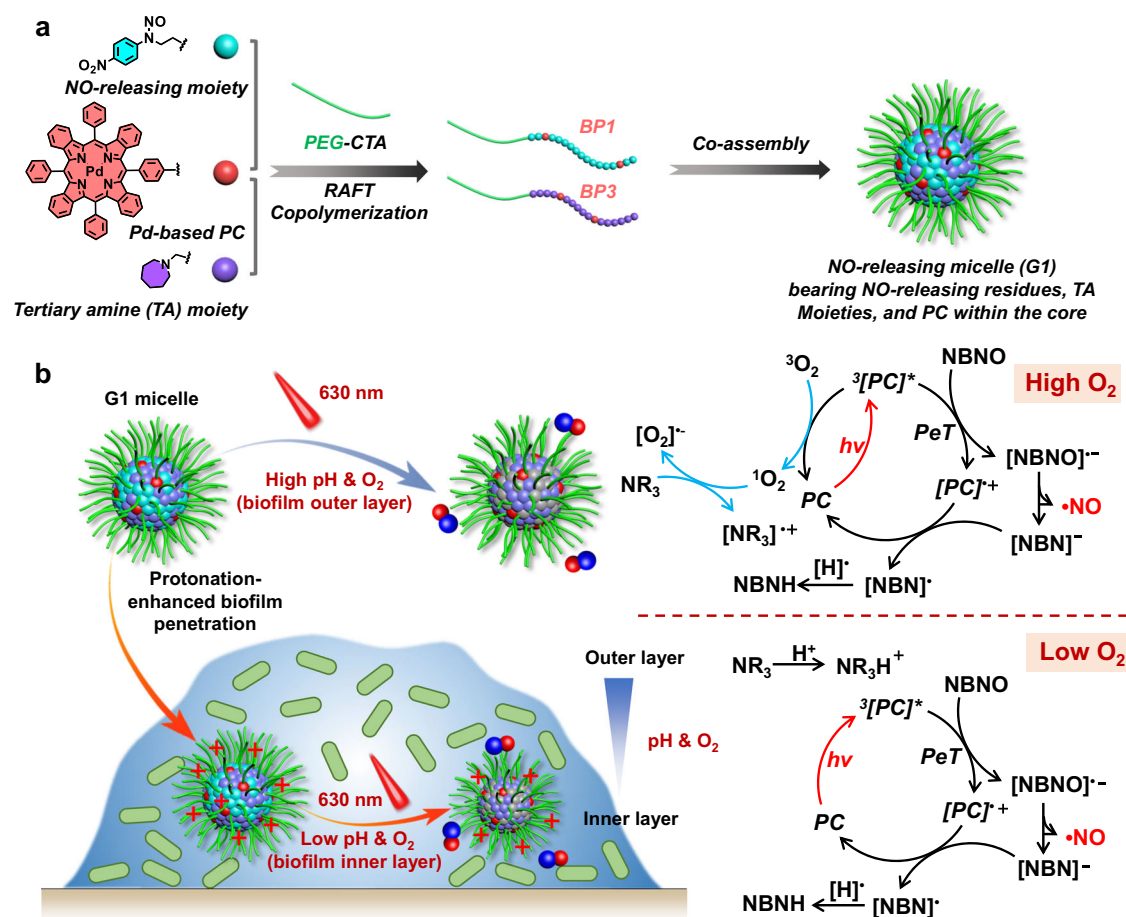 a
NO
N
O₂N
NO-releasing moiety
N
N
Pd
N
N
Pd-based PC
N
Tertiary amine (TA) moiety
PEG-CTA
RAFT
Copolymerization
BP1
BP3
Co-assembly
NO-releasing micelle (G1)
bearing NO-releasing residues, TA
Moieties, and PC within the core
b
G1 micelle
630 nm
High pH & O₂
(biofilm outer layer)
Protonation-
enhanced biofilm
penetration
630 nm
Low pH & O₂
(biofilm inner layer)
Outer layer
pH & O₂
Inner layer
High O₂
³O₂
³[PC]*
NBNO
PeT
hv
[O₂]•-
NR₃
¹O₂
[NR₃]•+
PC
[PC]•+
[NBNO]•-
•NO
[NBN]⁻
[NBN]•
[H]•
NBNH
Low O₂
NR₃
H⁺
NR₃H⁺
NBNO
³[PC]*
PeT
hv
[NBNO]•-
[PC]•+
PC
•NO
[NBN]⁻
[NBN]•
[H]•
NBNH